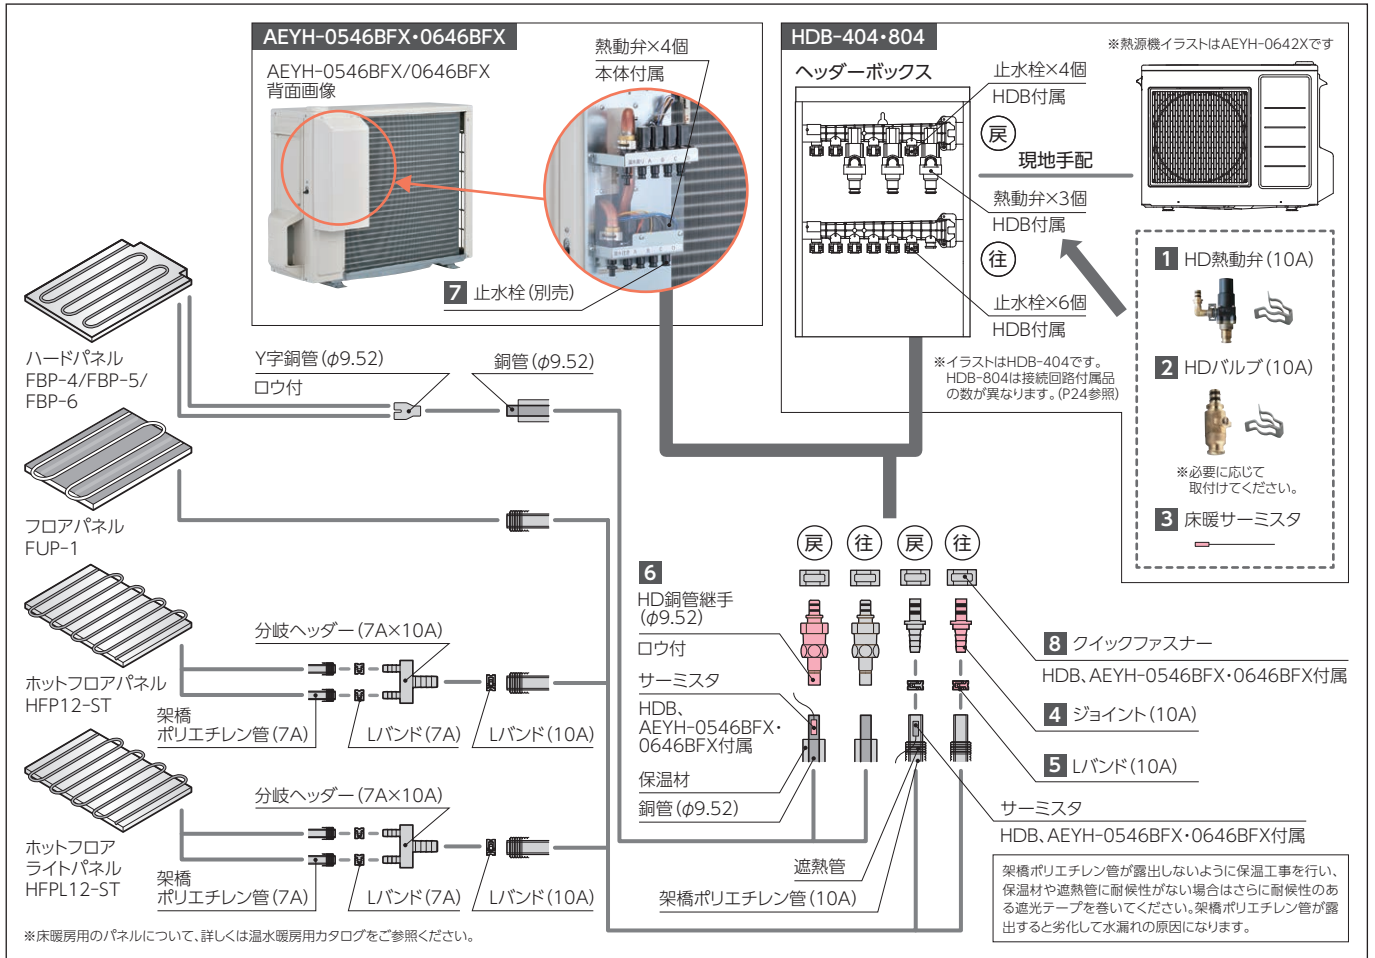 AEYH-0546BFX・0646BFX
AEYH-0546BFX/0646BFX
背面画像
熱動弁×4個
本体付属
7 止水栓(別売)
HDB-404・804
ヘッダーボックス
止水栓×4個
HDB付属
戻
現地手配
熱動弁×3個
HDB付属
往
止水栓×6個
HDB付属
※熱源機イラストはAEYH-0642Xです
※イラストはHDB-404です。
HDB-804は接続回路付属品
の数が異なります。(P24参照)
1 HD熱動弁(10A)
2 HDバルブ(10A)
※必要に応じて
取付けてください。
3 床暖サーミスタ
ハードパネル
FBP-4/FBP-5/
FBP-6
Y字銅管(φ9.52)
ロウ付
銅管(φ9.52)
フロアパネル
FUP-1
ホットフロアパネル
HFP12-ST
分岐ヘッダー(7A×10A)
架橋
ポリエチレン管(7A)
Lバンド(7A)
Lバンド(10A)
ホットフロア
ライトパネル
HFPL12-ST
分岐ヘッダー(7A×10A)
架橋
ポリエチレン管(7A)
Lバンド(7A)
Lバンド(10A)
戻 往 戻 往
6
HD銅管継手
(φ9.52)
ロウ付
サーミスタ
HDB、
AEYH-0546BFX・
0646BFX付属
保温材
銅管(φ9.52)
遮熱管
架橋ポリエチレン管(10A)
8 クイックファスナー
HDB、AEYH-0546BFX・0646BFX付属
4 ジョイント(10A)
5 Lバンド(10A)
サーミスタ
HDB、AEYH-0546BFX・0646BFX付属
架橋ポリエチレン管が露出しないように保温工事を行い、
保温材や遮熱管に耐候性がない場合はさらに耐候性のあ
る遮光テープを巻いてください。架橋ポリエチレン管が露
出すると劣化して水漏れの原因になります。
※床暖房用のパネルについて、詳しくは温水暖房用カタログをご参照ください。